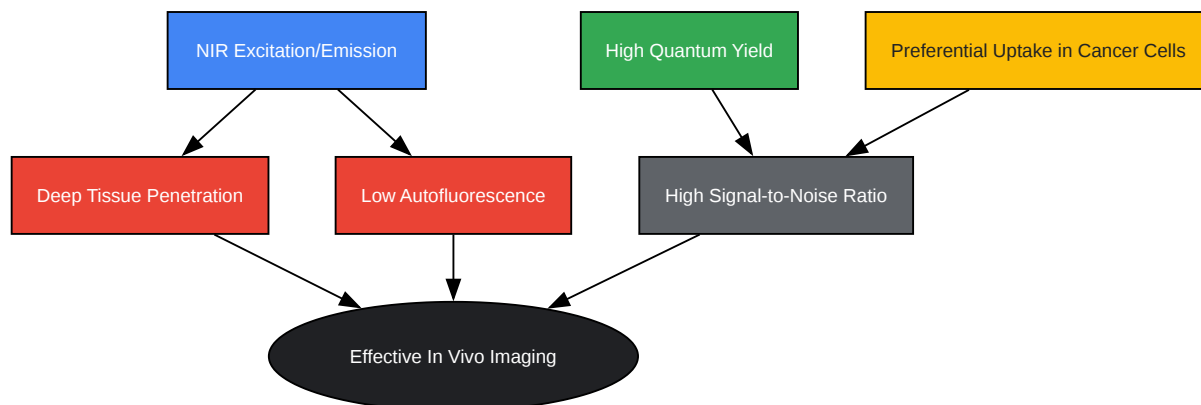 NIR Excitation/Emission
High Quantum Yield
Preferential Uptake in Cancer Cells
Deep Tissue Penetration
Low Autofluorescence
High Signal-to-Noise Ratio
Effective In Vivo Imaging